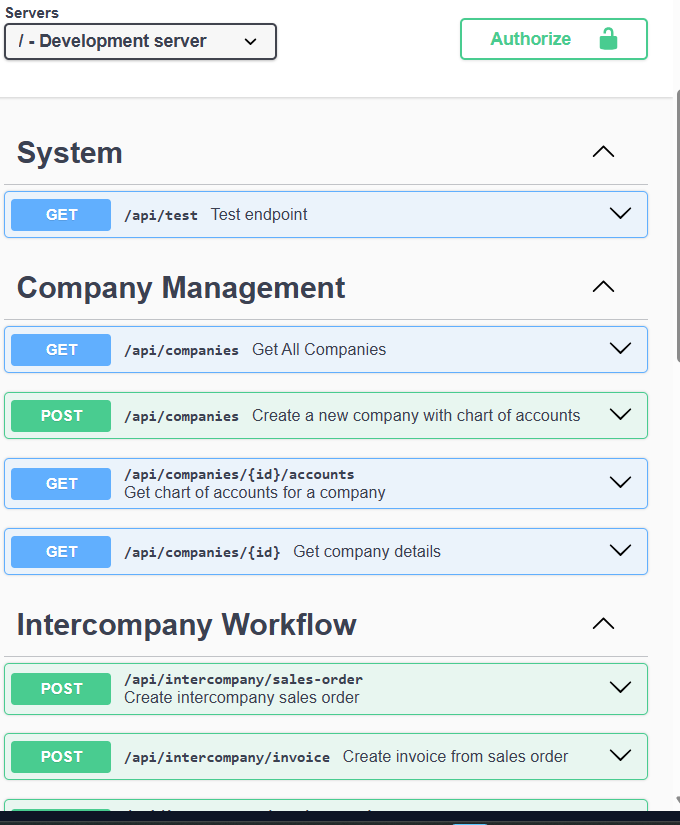 Servers
/ - Development server
Authorize
System
GET /api/test Test endpoint
Company Management
GET /api/companies Get All Companies
POST /api/companies Create a new company with chart of accounts
GET /api/companies/{id}/accounts
Get chart of accounts for a company
GET /api/companies/{id} Get company details
Intercompany Workflow
POST /api/intercompany/sales-order
Create intercompany sales order
POST /api/intercompany/invoice Create invoice from sales order